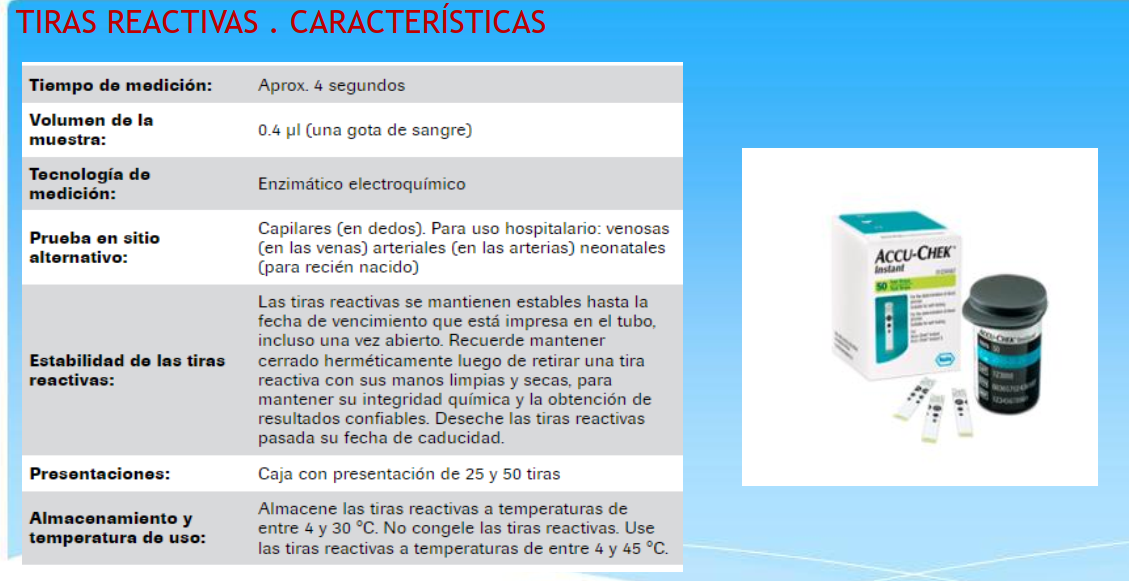 TIRAS REACTIVAS . CARACTERÍSTICAS
Tiempo de medición:
Aprox. 4 segundos
Volumen de la
muestra:
0.4 µl (una gota de sangre)
Tecnología de
medición:
Enzimático electroquímico
Prueba en sitio
alternativo:
Capilares (en dedos). Para uso hospitalario: venosas
(en las venas) arteriales (en las arterias) neonatales
(para recién nacido)
Estabilidad de las tiras
reactivas:
Las tiras reactivas se mantienen estables hasta la
fecha de vencimiento que está impresa en el tubo,
incluso una vez abierto. Recuerde mantener
cerrado herméticamente luego de retirar una tira
reactiva con sus manos limpias y secas, para
mantener su integridad química y la obtención de
resultados confiables. Deseche las tiras reactivas
pasada su fecha de caducidad.
Presentaciones:
Caja con presentación de 25 y 50 tiras
Almacenamiento y
temperatura de uso:
Almacene las tiras reactivas a temperaturas de
entre 4 y 30 °C. No congele las tiras reactivas. Use
las tiras reactivas a temperaturas de entre 4 y 45 °C.
ACCU-CHEK
Instant
50
Roche
ACCU-CHEK
50